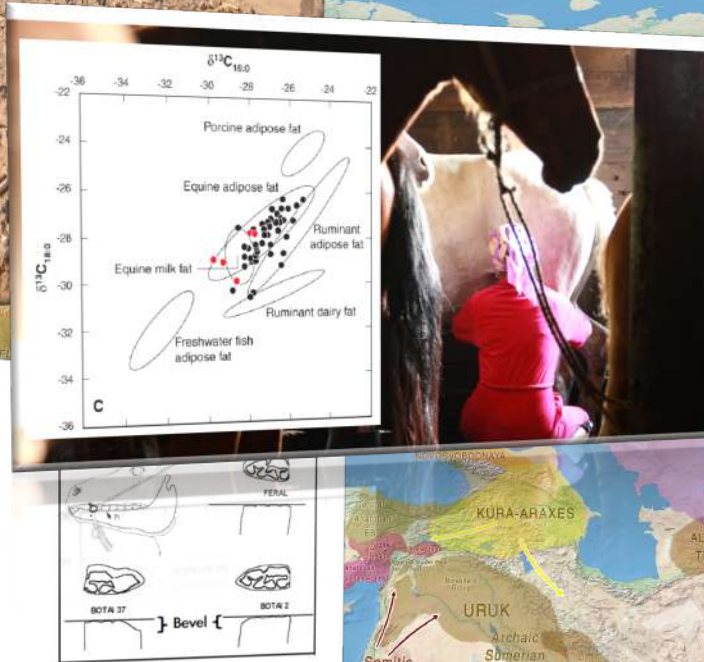 δ¹³C₁₆:₀
-36
-34
-32
-30
-28
-26
-24
-22
-22
-24
-26
-28
-30
-32
-34
-36
δ¹³C₁₈:₀
Porcine adipose fat
Equine adipose fat
Ruminant
adipose fat
Equine milk fat
Ruminant dairy fat
Freshwater fish
adipose fat
C
FERAL
BOTAI 37
BOTAI 2
} Bevel {
NOVOSVOBODNAYA
KURA-ARAXES
URUK
Archaic
Sumerian
Semitic